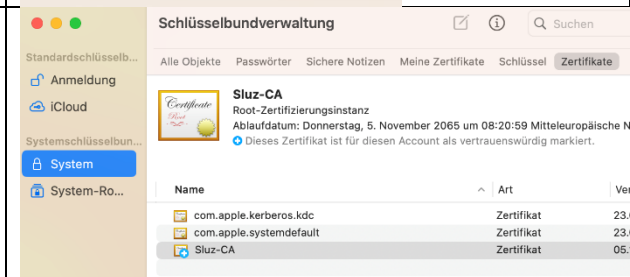 Schlüsselbundverwaltung
Suchen
Standardschlüsselb...
Anmeldung
iCloud
Systemschlüsselbun...
System
System-Ro...
Alle Objekte Passwörter Sichere Notizen Meine Zertifikate Schlüssel Zertifikate
Certificate
Root
Sluz-CA
Root-Zertifizierungsinstanz
Ablaufdatum: Donnerstag, 5. November 2065 um 08:20:59 Mitteleuropäische N
Dieses Zertifikat ist für diesen Account als vertrauenswürdig markiert.
Name Art Ver
com.apple.kerberos.kdc Zertifikat 23.
com.apple.systemdefault Zertifikat 23.
Sluz-CA Zertifikat 05.